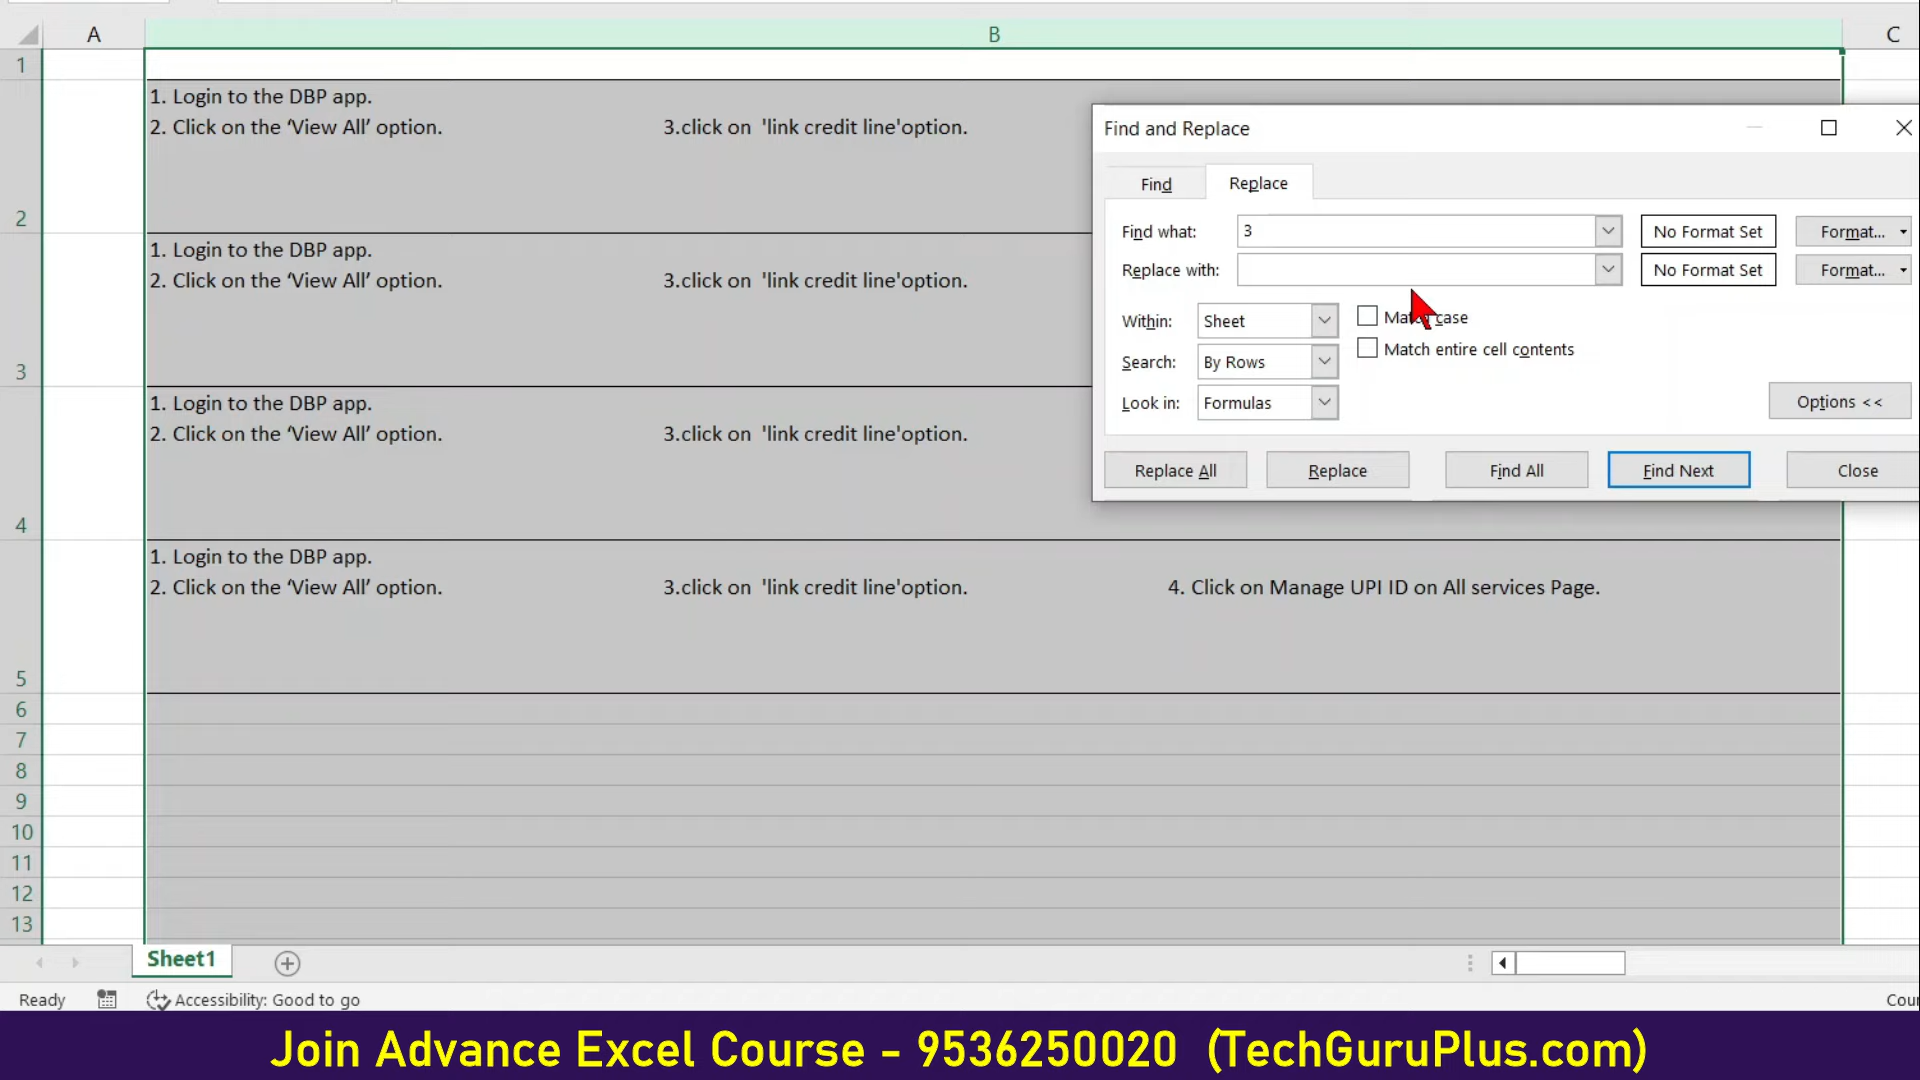 A B C
1
1. Login to the DBP app.
2. Click on the ‘View All’ option. 3.click on 'link credit line'option.
2
1. Login to the DBP app.
2. Click on the ‘View All’ option. 3.click on 'link credit line'option.
3
1. Login to the DBP app.
2. Click on the ‘View All’ option. 3.click on 'link credit line'option.
4
1. Login to the DBP app.
2. Click on the ‘View All’ option. 3.click on 'link credit line'option. 4. Click on Manage UPI ID on All services Page.
5
6
7
8
9
10
11
12
13
Find and Replace
Find Replace
Find what: 3 No Format Set Format...
Replace with: No Format Set Format...
Within: Sheet Match case
Search: By Rows Match entire cell contents
Look in: Formulas Options <<
Replace All Replace Find All Find Next Close
Sheet1
Ready Accessibility: Good to go Cou
Join Advance Excel Course - 9536250020 (TechGuruPlus.com)